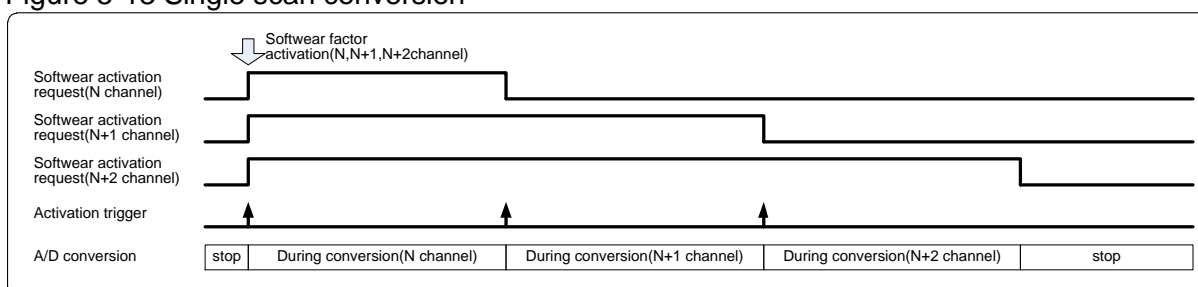 Figure 3-18 Single scan conversion
Softwear factor
activation(N,N+1,N+2channel)
Softwear activation
request(N channel)
Softwear activation
request(N+1 channel)
Softwear activation
request(N+2 channel)
Activation trigger
A/D conversion stop During conversion(N channel) During conversion(N+1 channel) During conversion(N+2 channel) stop